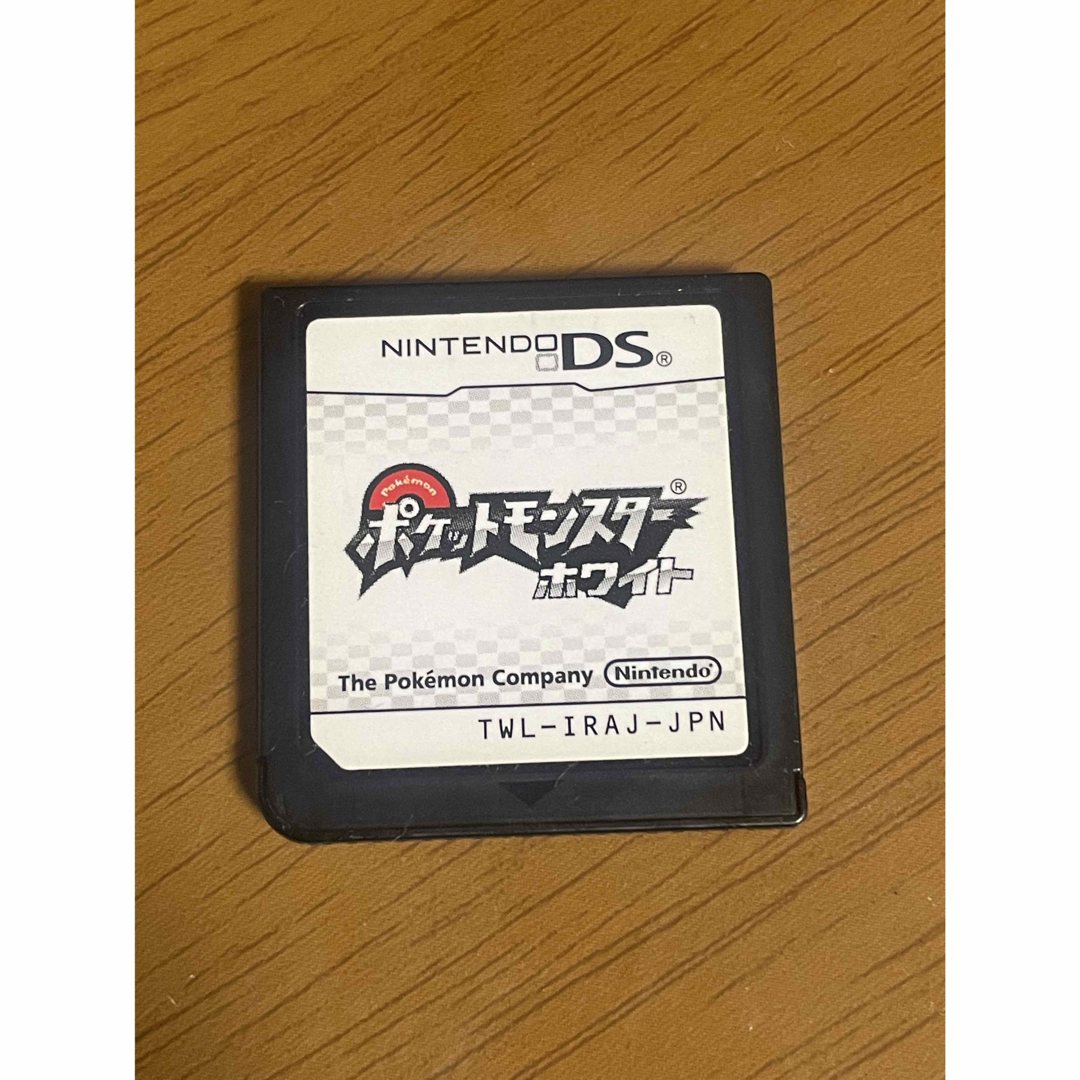 NINTENDO DS®
Pokémon
ポケットモンスター®
ホワイト
The Pokémon Company Nintendo®
TWL-IRAJ-JPN